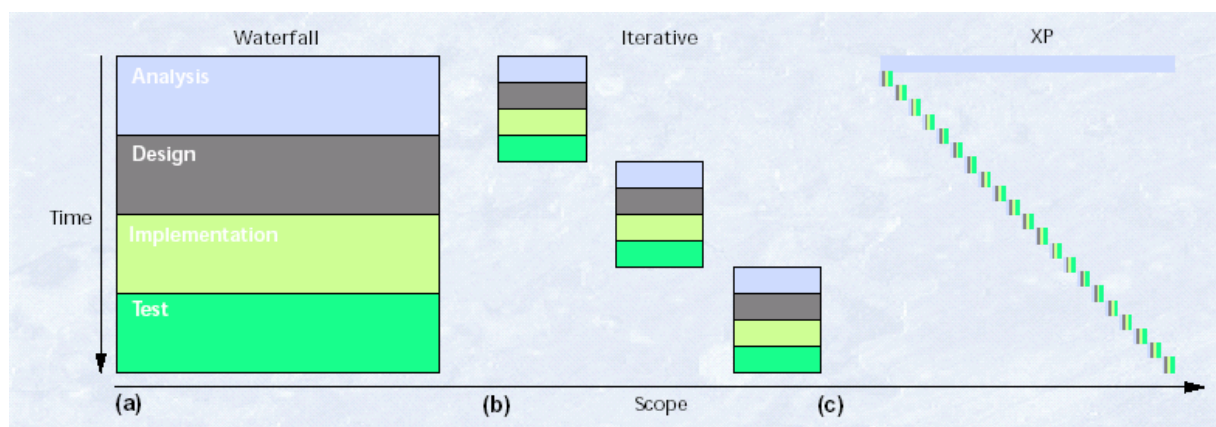 Waterfall
Iterative
XP
Analysis
Design
Time
Implementation
Test
(a)
(b)
Scope
(c)